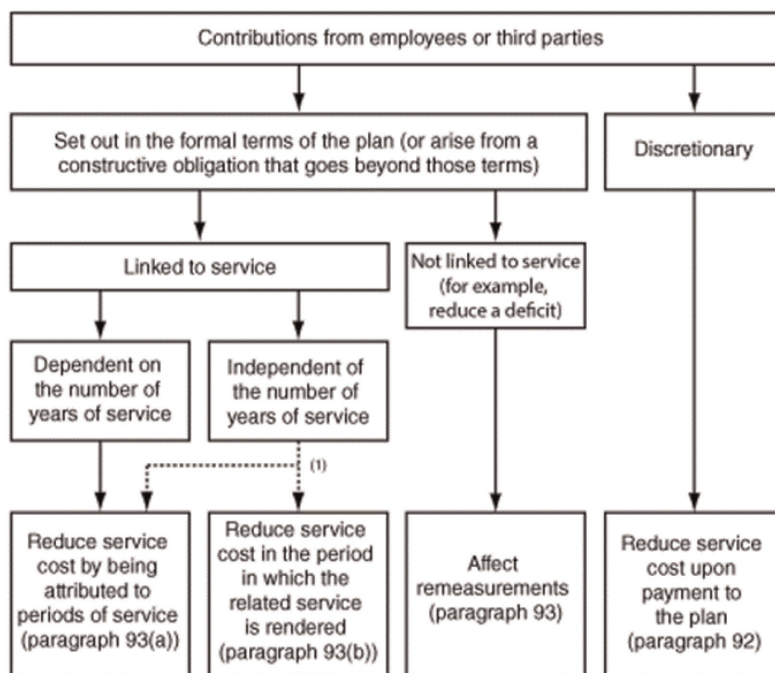 Contributions from employees or third parties
Set out in the formal terms of the plan (or arise from a
constructive obligation that goes beyond those terms)
Discretionary
Linked to service
Not linked to service
(for example,
reduce a deficit)
Dependent on
the number of
years of service
Independent of
the number of
years of service
(1)
Reduce service
cost by being
attributed to
periods of service
(paragraph 93(a))
Reduce service
cost in the period
in which the
related service
is rendered
(paragraph 93(b))
Affect
remeasurements
(paragraph 93)
Reduce service
cost upon
payment to
the plan
(paragraph 92)